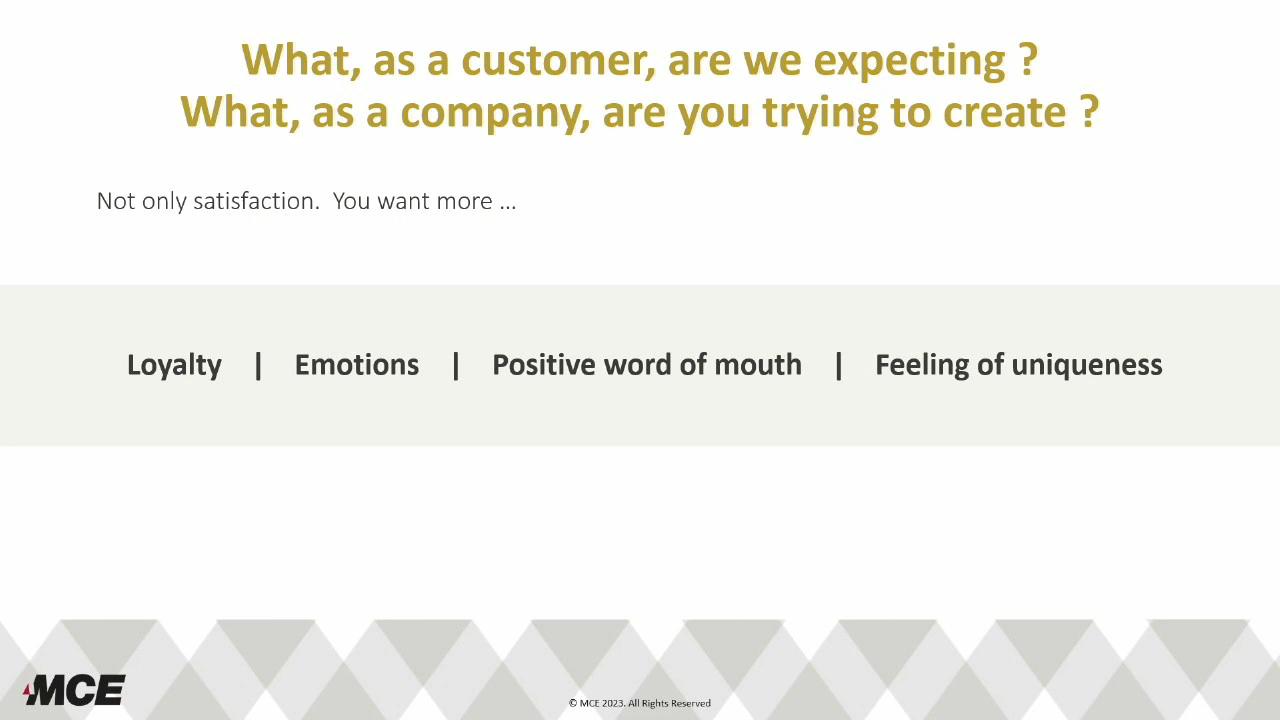 What, as a customer, are we expecting ?
What, as a company, are you trying to create ?
Not only satisfaction.  You want more ...
Loyalty | Emotions | Positive word of mouth | Feeling of uniqueness
MCE
© MCE 2023. All Rights Reserved